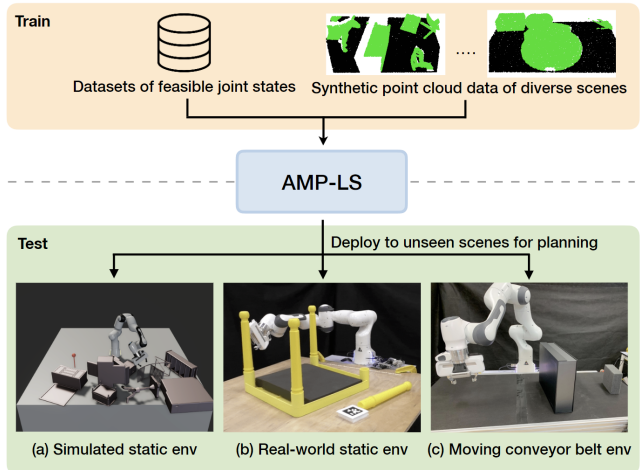 Train
Datasets of feasible joint states
....
Synthetic point cloud data of diverse scenes
AMP-LS
Test
Deploy to unseen scenes for planning
(a) Simulated static env
(b) Real-world static env
(c) Moving conveyor belt env